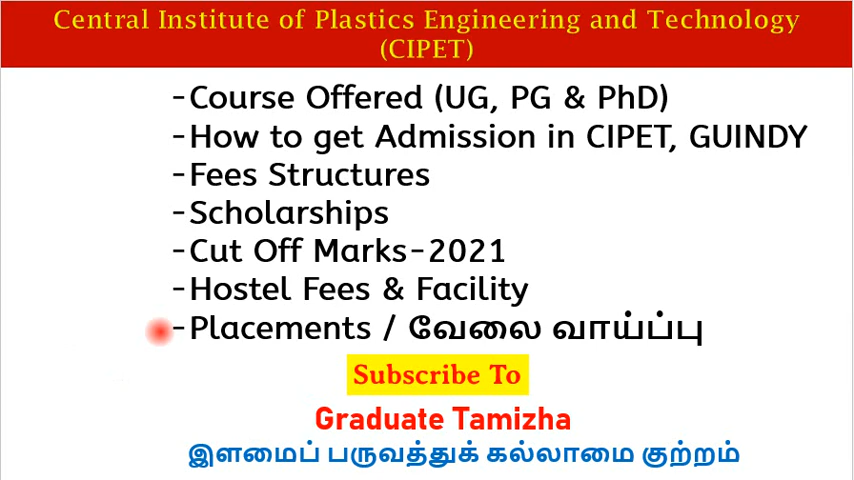 Central Institute of Plastics Engineering and Technology
(CIPET)
-Course Offered (UG, PG & PhD)
-How to get Admission in CIPET, GUINDY
-Fees Structures
-Scholarships
-Cut Off Marks-2021
-Hostel Fees & Facility
-Placements / வேலை வாய்ப்பு
Subscribe To
Graduate Tamizha
இளமைப் பருவத்துக் கல்லாமை குற்றம்